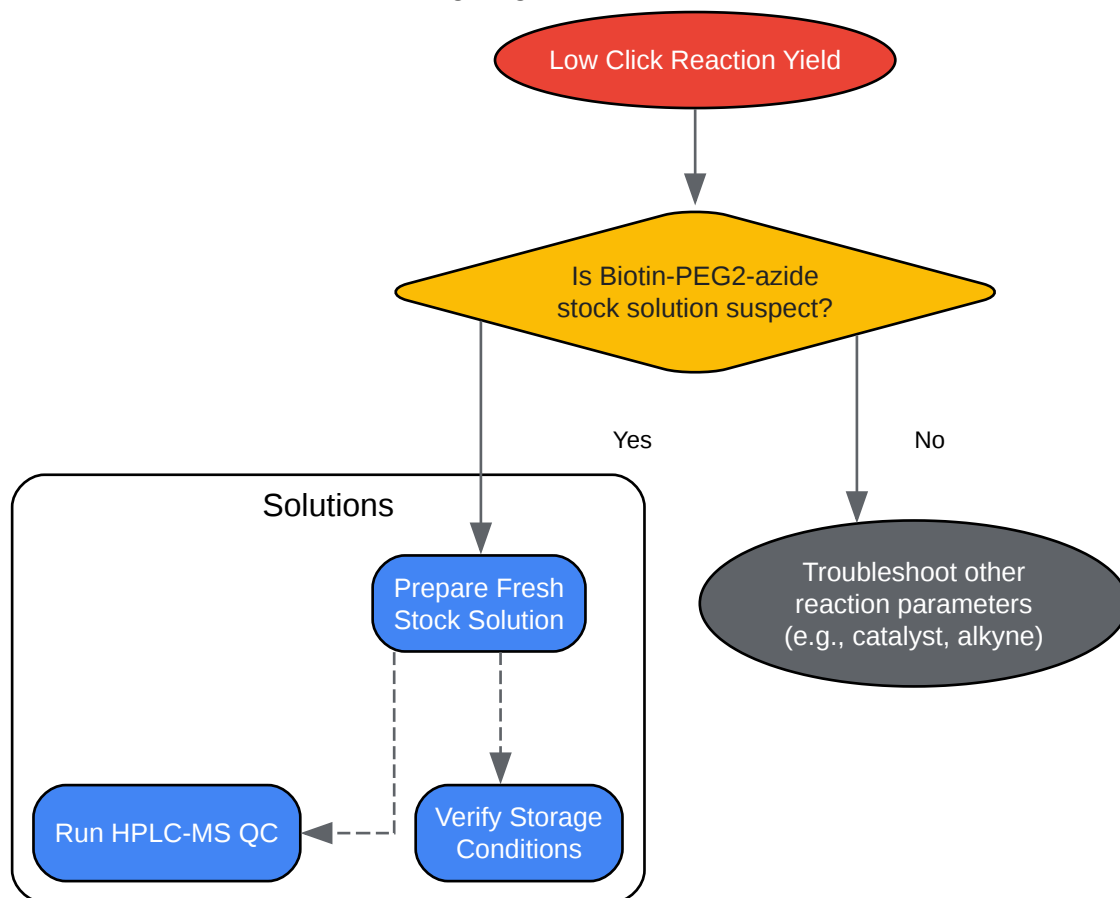 Low Click Reaction Yield
Is Biotin-PEG2-azide
stock solution suspect?
Yes
No
Solutions
Prepare Fresh
Stock Solution
Troubleshoot other
reaction parameters
(e.g., catalyst, alkyne)
Run HPLC-MS QC
Verify Storage
Conditions